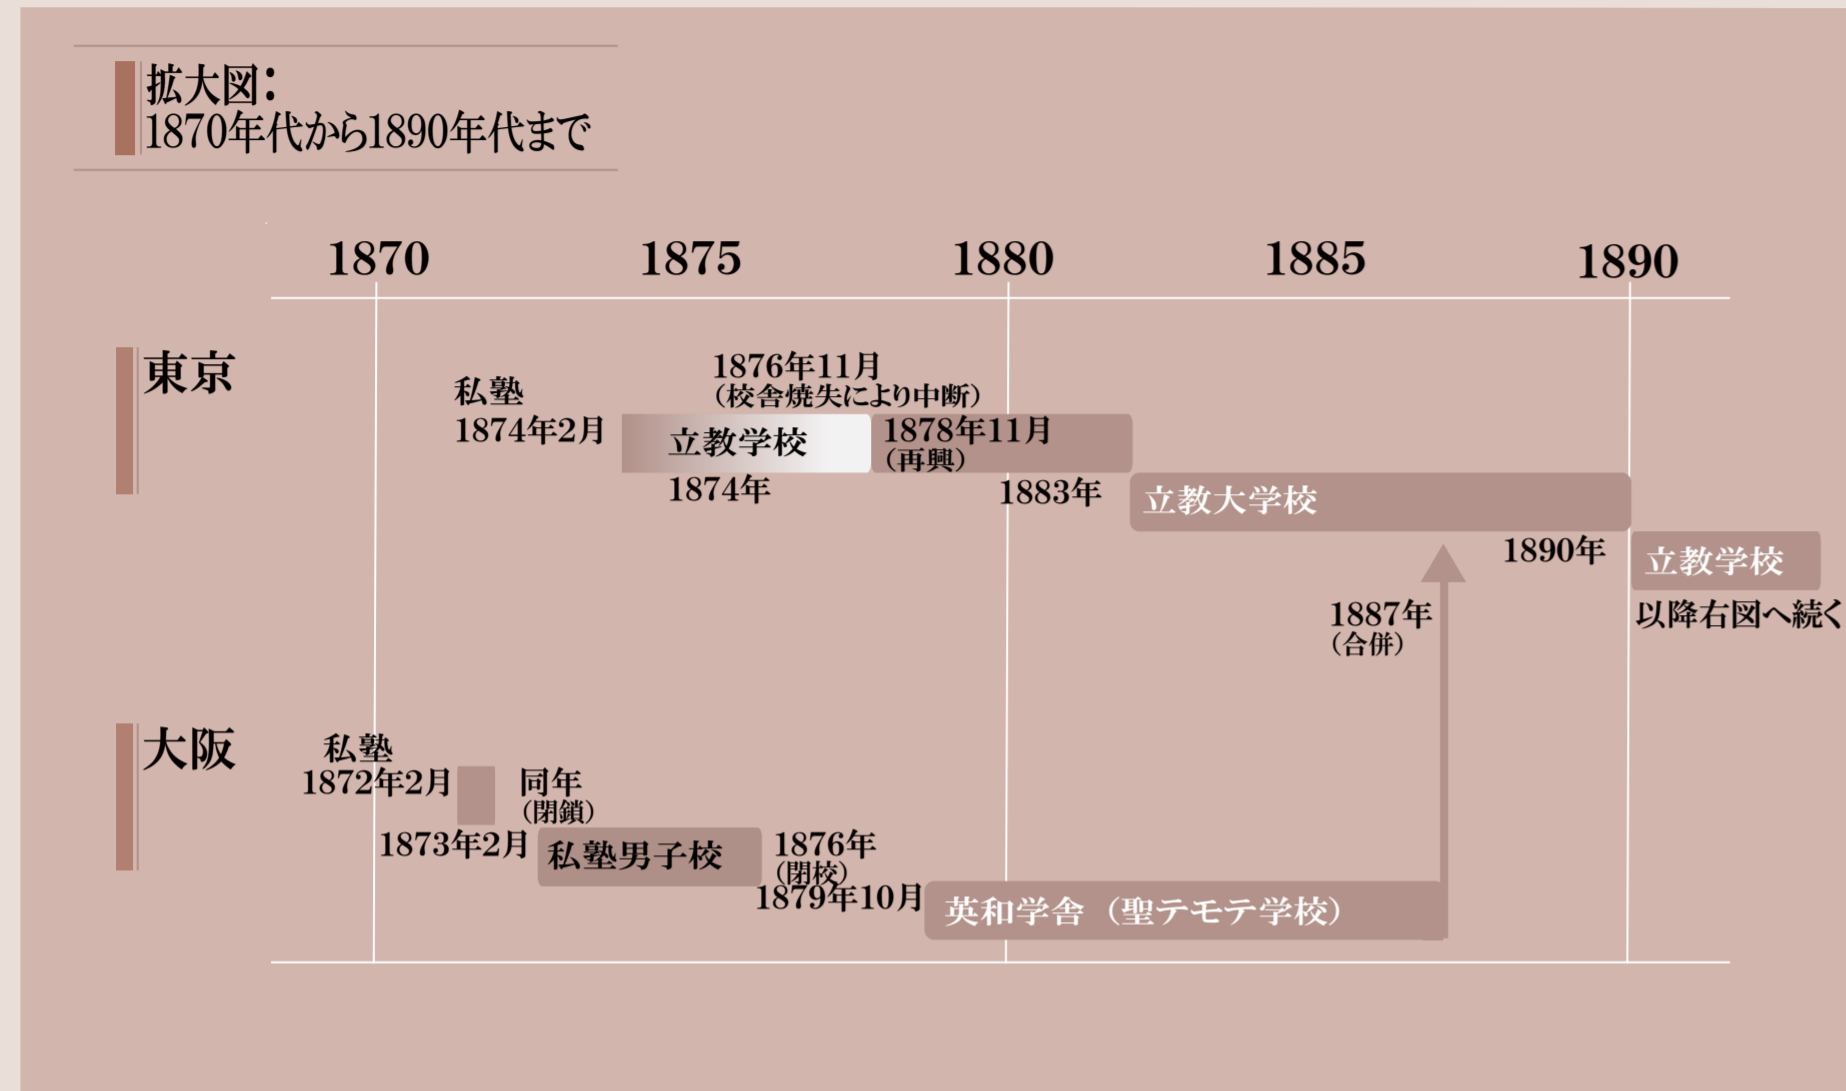 拡大図：
1870年代から1890年代まで
1870
1875
1880
1885
1890
東京
私塾
1874年2月
1876年11月
（校舎焼失により中断）
立教学校
1874年
1878年11月
（再興）
1883年
立教大学校
1890年
立教学校
以降右図へ続く
1887年
（合併）
大阪
私塾
1872年2月
同年
（閉鎖）
1873年2月
私塾男子校
1876年
（閉校）
1879年10月
英和学舎（聖テモテ学校）